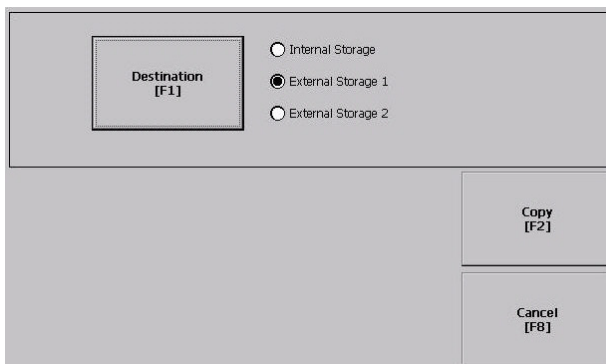 Destination
[F1]
Internal Storage
External Storage 1
External Storage 2
Copy
[F2]
Cancel
[F8]